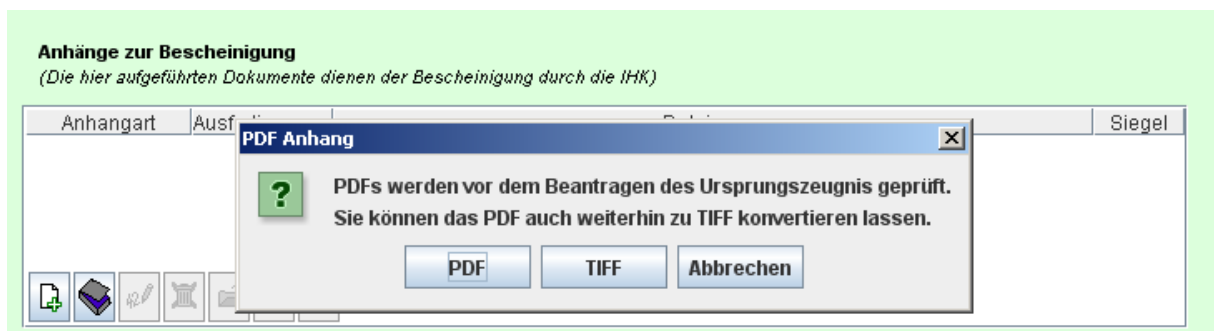 Anhänge zur Bescheinigung
(Die hier aufgeführten Dokumente dienen der Bescheinigung durch die IHK)
Anhangart Siegel
PDF Anhang
PDFs werden vor dem Beantragen des Ursprungszeugnis geprüft.
Sie können das PDF auch weiterhin zu TIFF konvertieren lassen.
PDF TIFF Abbrechen